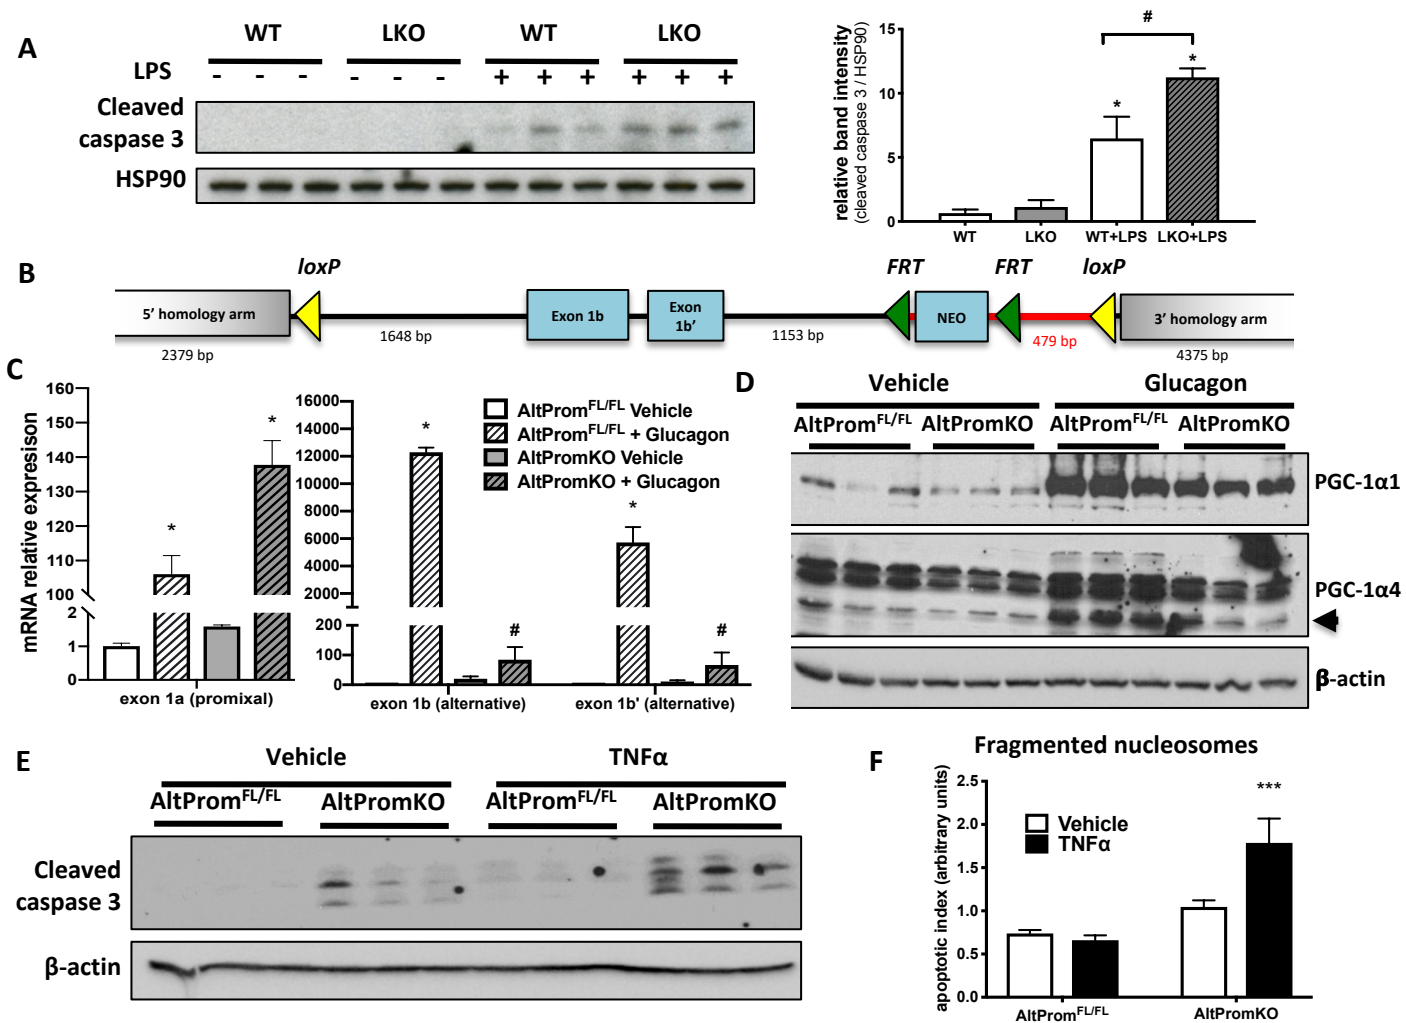 A
WT LKO WT LKO
LPS - - - - - - + + + + + +
Cleaved
caspase 3
HSP90
relative band intensity
(cleaved caspase 3 / HSP90)
15
10
5
0
#
* *
WT LKO WT+LPS LKO+LPS
B
loxP FRT FRT loxP
5’ homology arm Exon 1b Exon
1b’ NEO 3’ homology arm
2379 bp 1648 bp 1153 bp 479 bp 4375 bp
C
mRNA relative expresison
160
150
140
130
120
110
100
2
1
0
* *
exon 1a (promixal)
16000
14000
12000
10000
8000
6000
4000
2000
200
100
0
* # * #
exon 1b (alternative) exon 1b' (alternative)
AltPromFL/FL Vehicle
AltPromFL/FL + Glucagon
AltPromKO Vehicle
AltPromKO + Glucagon
D
Vehicle Glucagon
AltPromFL/FL AltPromKO AltPromFL/FL AltPromKO
PGC-1α1
PGC-1α4
β-actin
E
Vehicle TNFα
AltPromFL/FL AltPromKO AltPromFL/FL AltPromKO
Cleaved
caspase 3
β-actin
F
Fragmented nucleosomes
apoptotic index (arbitrary units)
2.5
2.0
1.5
1.0
0.5
0.0
Vehicle
TNFα
***
AltPromFL/FL AltPromKO